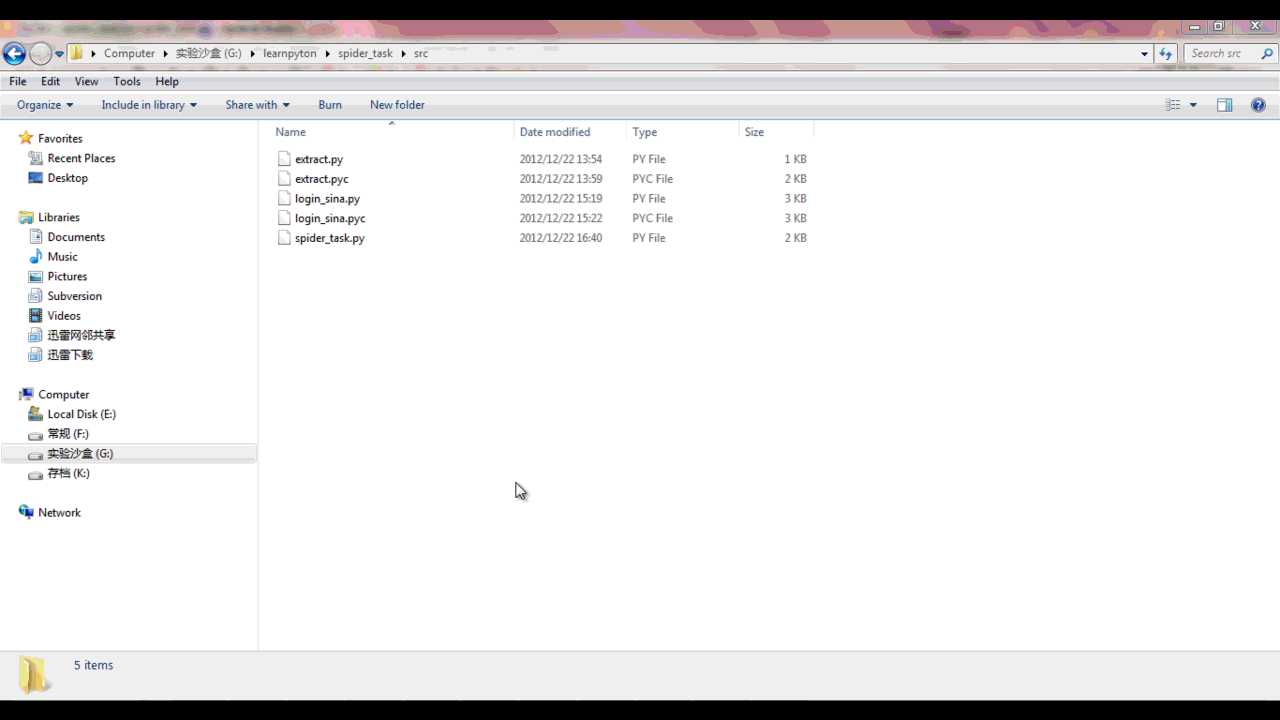 Computer 实验沙盒 (G:) learnpyton spider_task src Search src
File Edit View Tools Help
Organize Include in library Share with Burn New folder
Name Date modified Type Size
Favorites
Recent Places
Desktop
Libraries
Documents
Music
Pictures
Subversion
Videos
迅雷网邻共享
迅雷下载
Computer
Local Disk (E:)
常规 (F:)
实验沙盒 (G:)
存档 (K:)
Network
extract.py 2012/12/22 13:54 PY File 1 KB
extract.pyc 2012/12/22 13:59 PYC File 2 KB
login_sina.py 2012/12/22 15:19 PY File 3 KB
login_sina.pyc 2012/12/22 15:22 PYC File 3 KB
spider_task.py 2012/12/22 16:40 PY File 2 KB
5 items